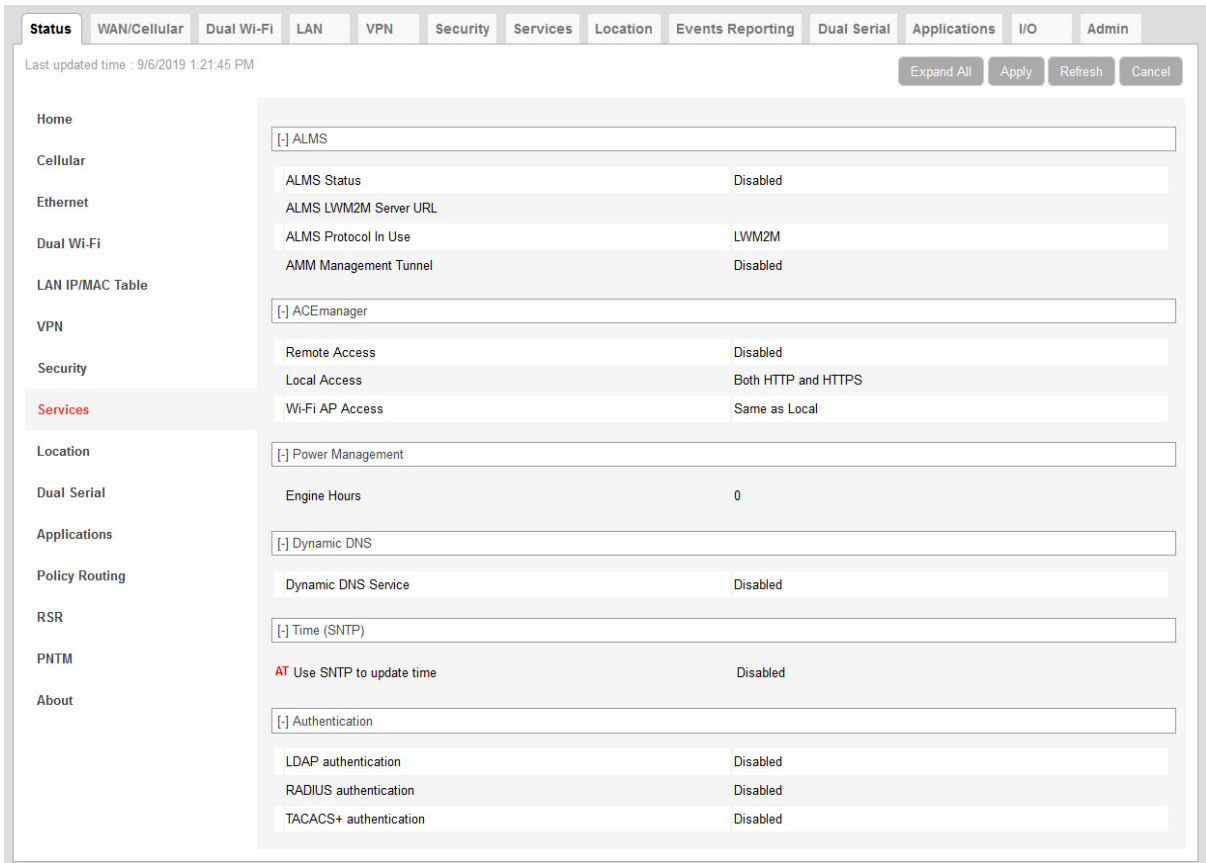 Status WAN/Cellular Dual Wi-Fi LAN VPN Security Services Location Events Reporting Dual Serial Applications I/O Admin
Last updated time : 9/6/2019 1:21:45 PM
Expand All Apply Refresh Cancel
Home
Cellular
Ethernet
Dual Wi-Fi
LAN IP/MAC Table
VPN
Security
Services
Location
Dual Serial
Applications
Policy Routing
RSR
PNTM
About
[-] ALMS
ALMS Status Disabled
ALMS LWM2M Server URL
ALMS Protocol In Use LWM2M
AMM Management Tunnel Disabled
[-] ACEmanager
Remote Access Disabled
Local Access Both HTTP and HTTPS
Wi-Fi AP Access Same as Local
[-] Power Management
Engine Hours 0
[-] Dynamic DNS
Dynamic DNS Service Disabled
[-] Time (SNTP)
AT Use SNTP to update time Disabled
[-] Authentication
LDAP authentication Disabled
RADIUS authentication Disabled
TACACS+ authentication Disabled